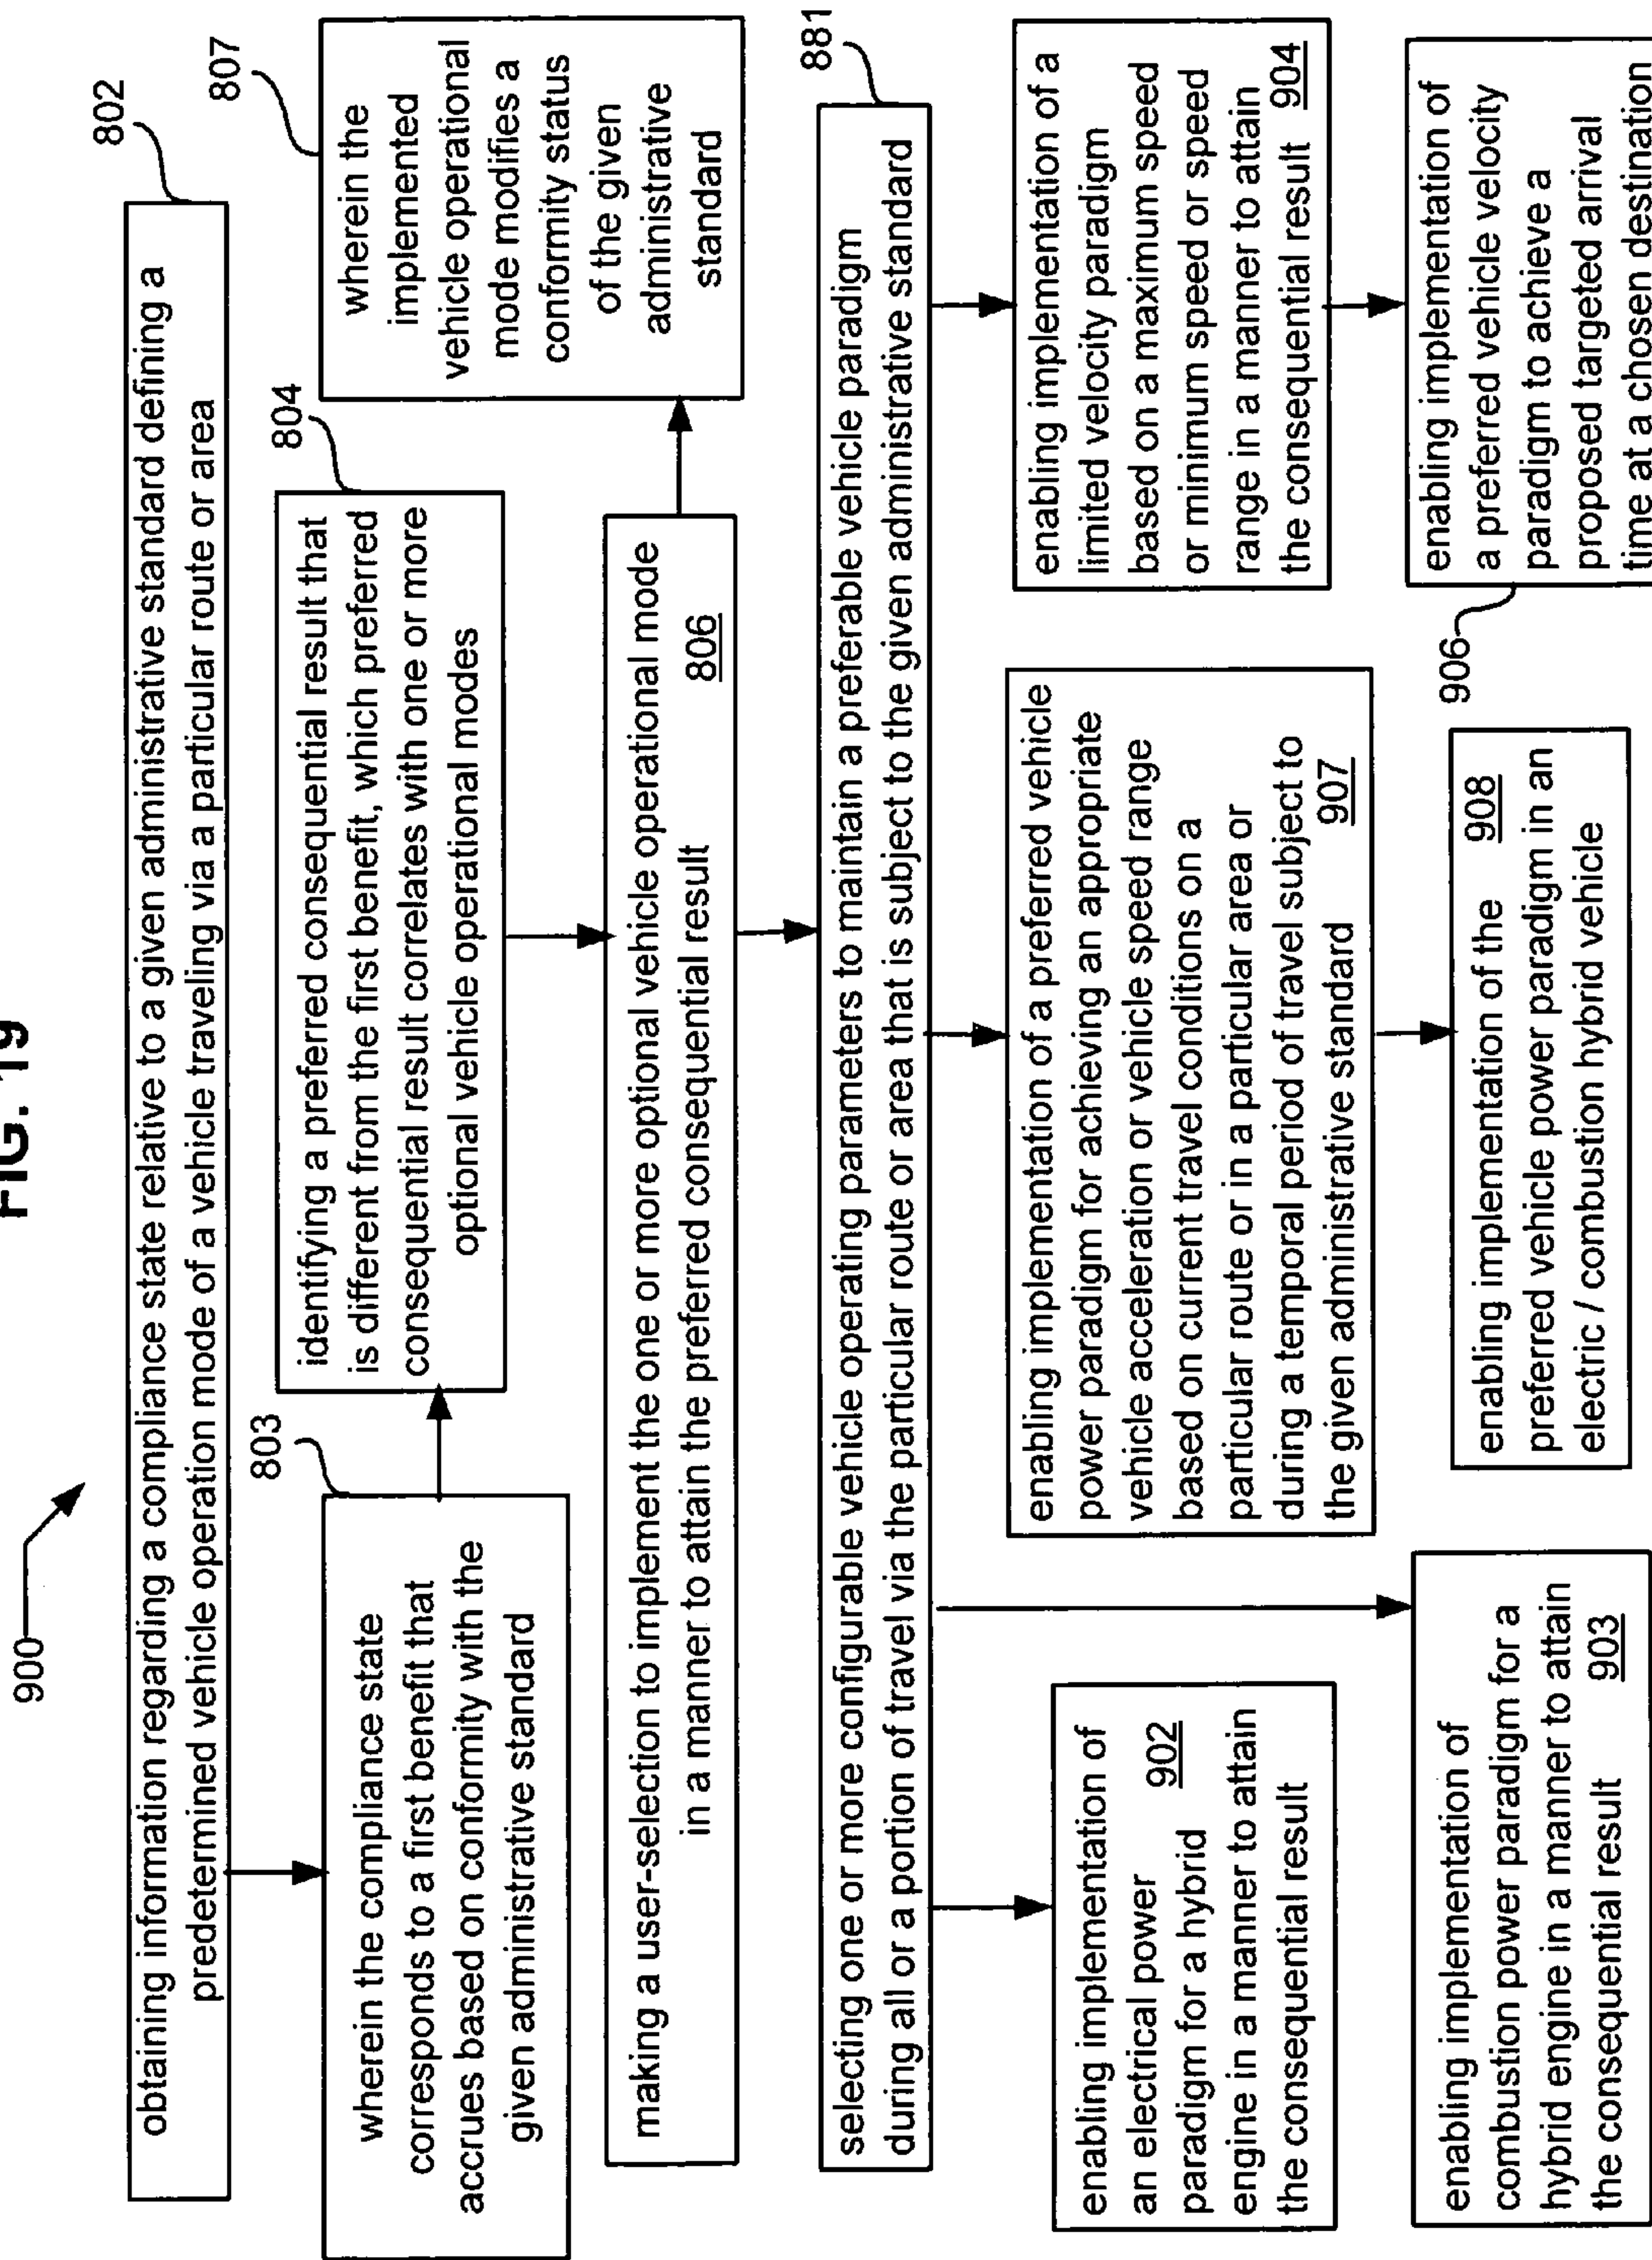 FIG. 19
900
802
obtaining information regarding a compliance state relative to a given administrative standard defining a
predetermined vehicle operation mode of a vehicle traveling via a particular route or area
803
wherein the compliance state
corresponds to a first benefit that
accrues based on conformity with the
given administrative standard
804
identifying a preferred consequential result that
is different from the first benefit, which preferred
consequential result correlates with one or more
optional vehicle operational modes
making a user-selection to implement the one or more optional vehicle operational mode
in a manner to attain the preferred consequential result 806
807
wherein the
implemented
vehicle operational
mode modifies a
conformity status
of the given
administrative
standard
881
selecting one or more configurable vehicle operating parameters to maintain a preferable vehicle paradigm
during all or a portion of travel via the particular route or area that is subject to the given administrative standard
enabling implementation of
an electrical power 902
paradigm for a hybrid
engine in a manner to attain
the consequential result
enabling implementation of
combustion power paradigm for a
hybrid engine in a manner to attain
the consequential result 903
enabling implementation of a preferred vehicle
power paradigm for achieving an appropriate
vehicle acceleration or vehicle speed range
based on current travel conditions on a
particular route or in a particular area or
during a temporal period of travel subject to
the given administrative standard 907
enabling implementation of the 908
preferred vehicle power paradigm in an
electric / combustion hybrid vehicle
enabling implementation of a
limited velocity paradigm
based on a maximum speed
or minimum speed or speed
range in a manner to attain
the consequential result 904
906
enabling implementation of
a preferred vehicle velocity
paradigm to achieve a
proposed targeted arrival
time at a chosen destination